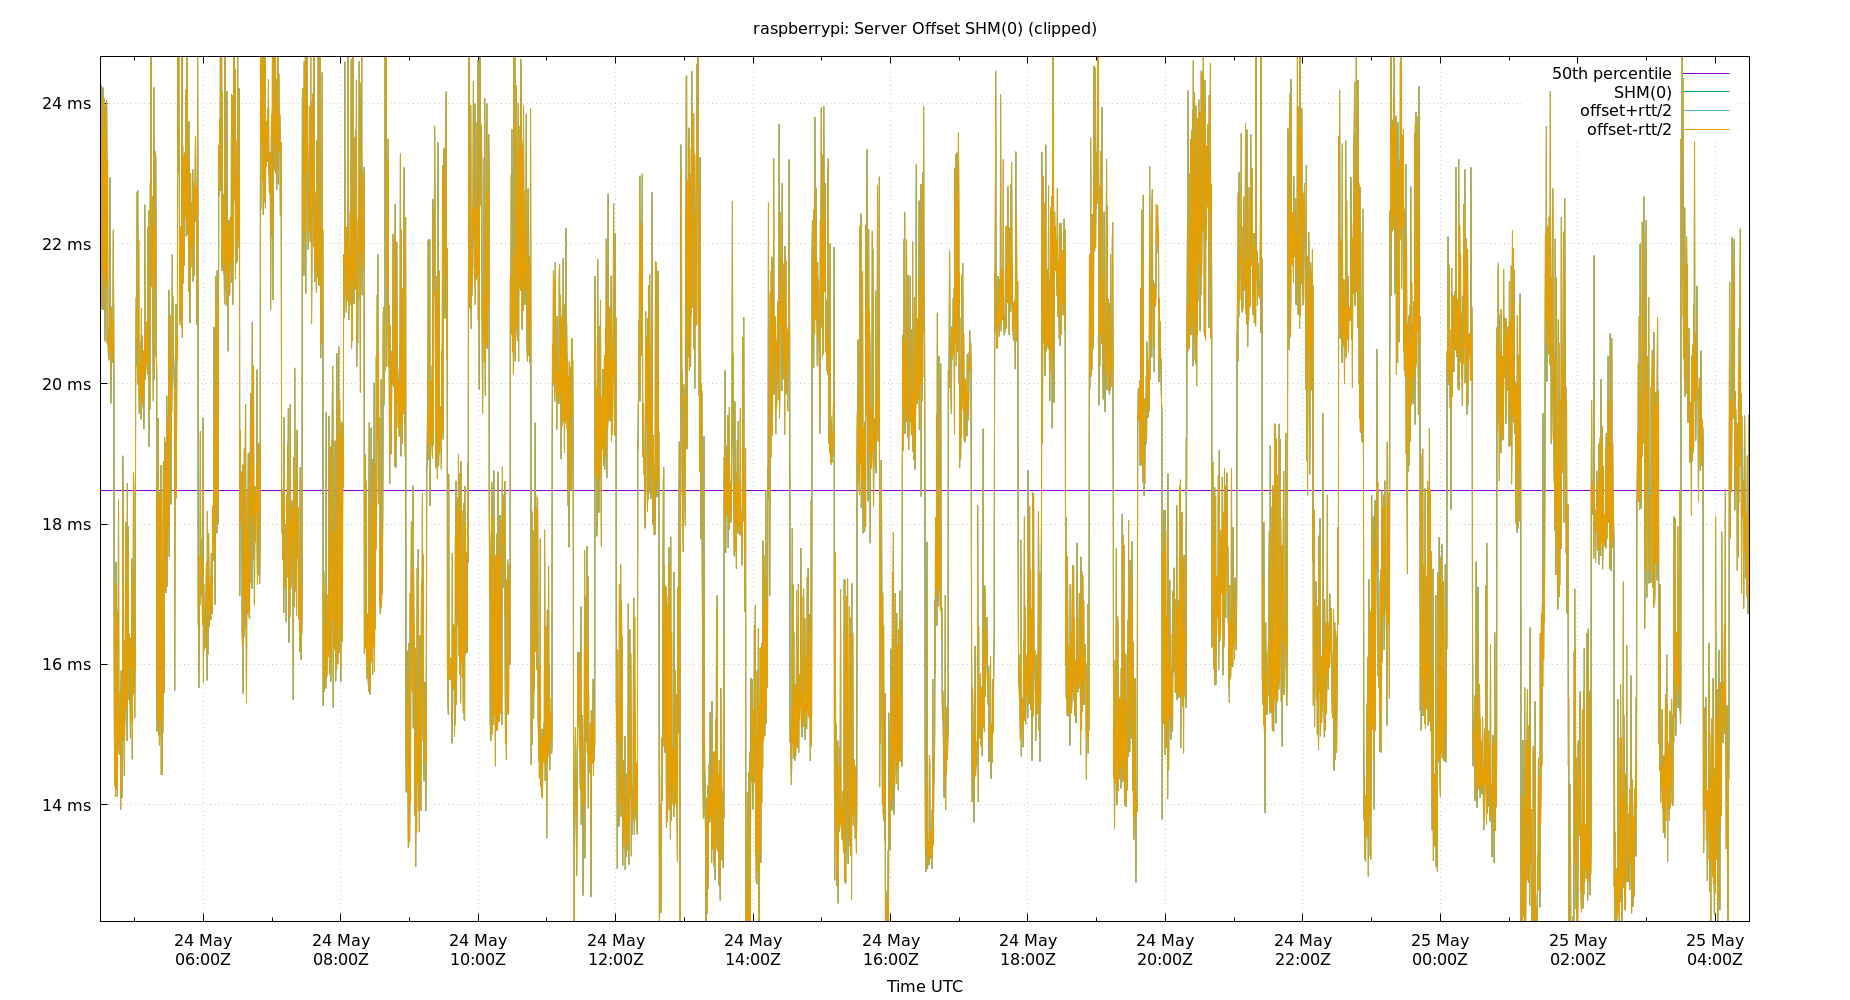 raspberrypi: Server Offset SHM(0) (clipped)
50th percentile
SHM(0)
offset+rtt/2
offset-rtt/2
24 ms
22 ms
20 ms
18 ms
16 ms
14 ms
24 May 24 May 24 May 24 May 24 May 24 May 24 May 24 May 24 May 25 May 25 May 25 May
06:00Z 08:00Z 10:00Z 12:00Z 14:00Z 16:00Z 18:00Z 20:00Z 22:00Z 00:00Z 02:00Z 04:00Z
Time UTC